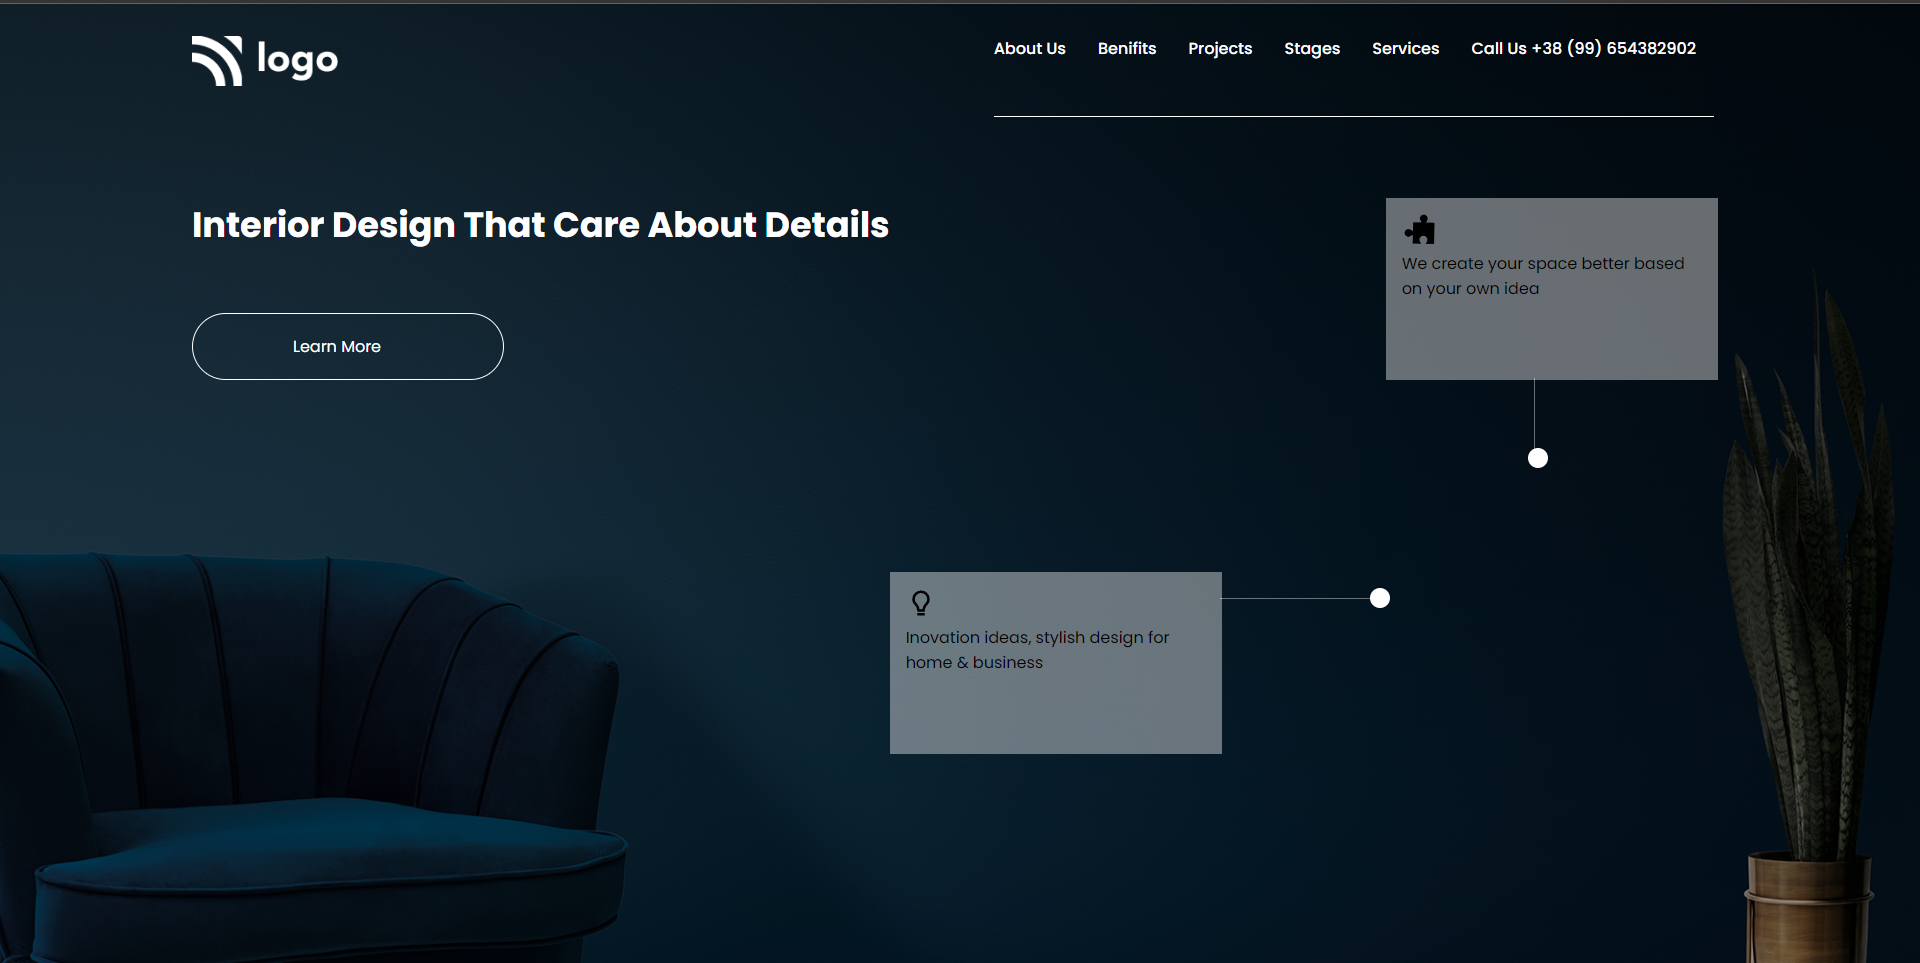 logo
About Us Benifits Projects Stages Services Call Us +38 (99) 654382902
Interior Design That Care About Details
Learn More
We create your space better based
on your own idea
Inovation ideas, stylish design for
home & business